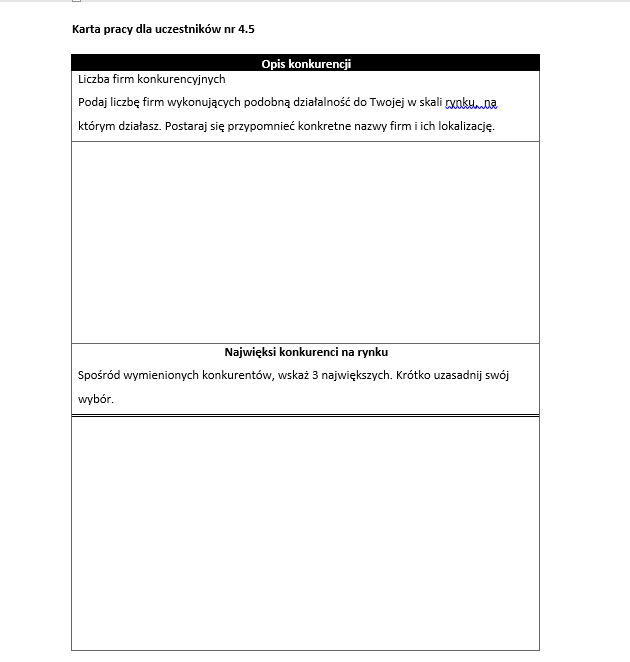 Karta pracy dla uczestników nr 4.5
Opis konkurencji
Liczba firm konkurencyjnych
Podaj liczbę firm wykonujących podobną działalność do Twojej w skali rynku, na
którym działasz. Postaraj się przypomnieć konkretne nazwy firm i ich lokalizację.
Najwięksi konkurenci na rynku
Spośród wymienionych konkurentów, wskaż 3 największych. Krótko uzasadnij swój
wybór.